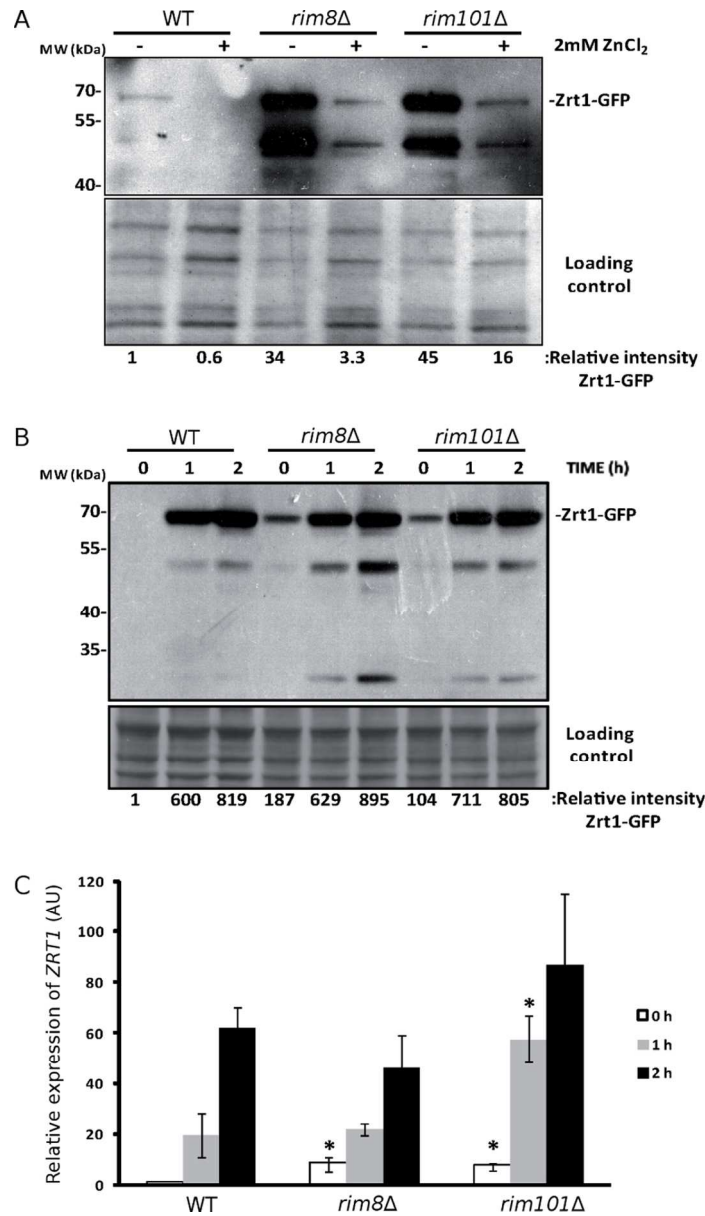 A
WT rim8Δ rim101Δ
MW (kDa) - + - + - + 2mM ZnCl₂
70- -Zrt1-GFP
55-
40-
Loading
control
1 0.6 34 3.3 45 16 :Relative intensity
Zrt1-GFP
B
WT rim8Δ rim101Δ
MW (kDa) 0 1 2 0 1 2 0 1 2 TIME (h)
70- -Zrt1-GFP
55-
40-
35-
Loading
control
1 600 819 187 629 895 104 711 805 :Relative intensity
Zrt1-GFP
C
Relative expression of ZRT1 (AU)
120
100
80
60
40
20
0
* * *
0 h
1 h
2 h
WT rim8Δ rim101Δ